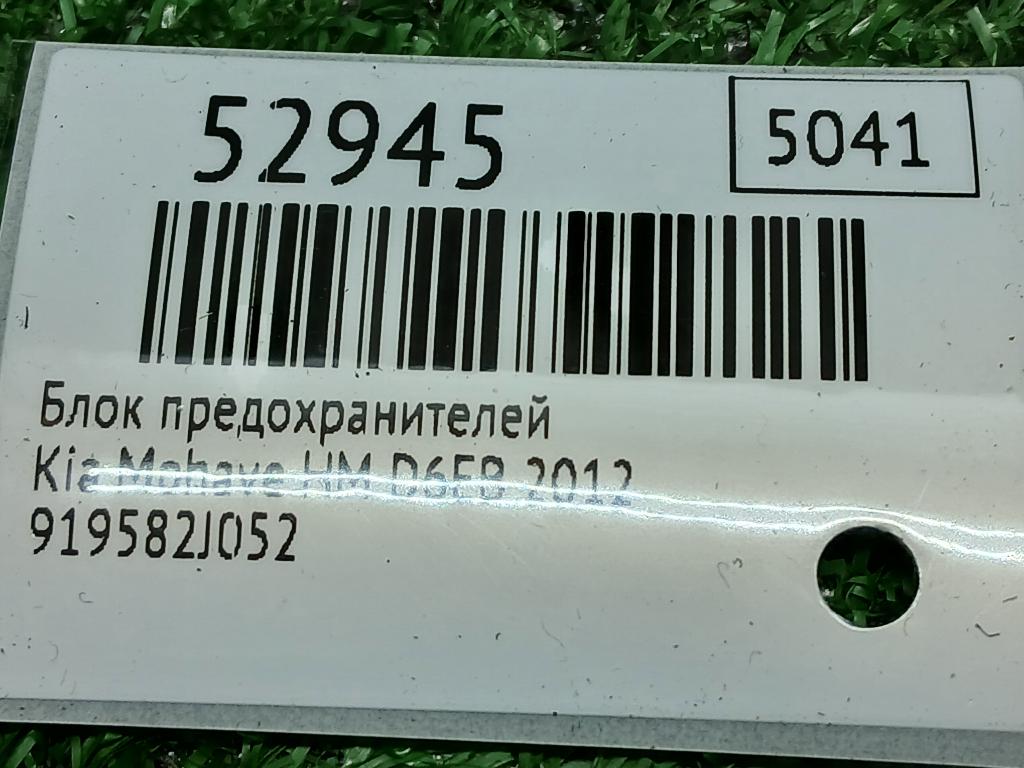 52945
5041
Блок предохранителей
Kia Mohave HM D6EB 2012
919582J052